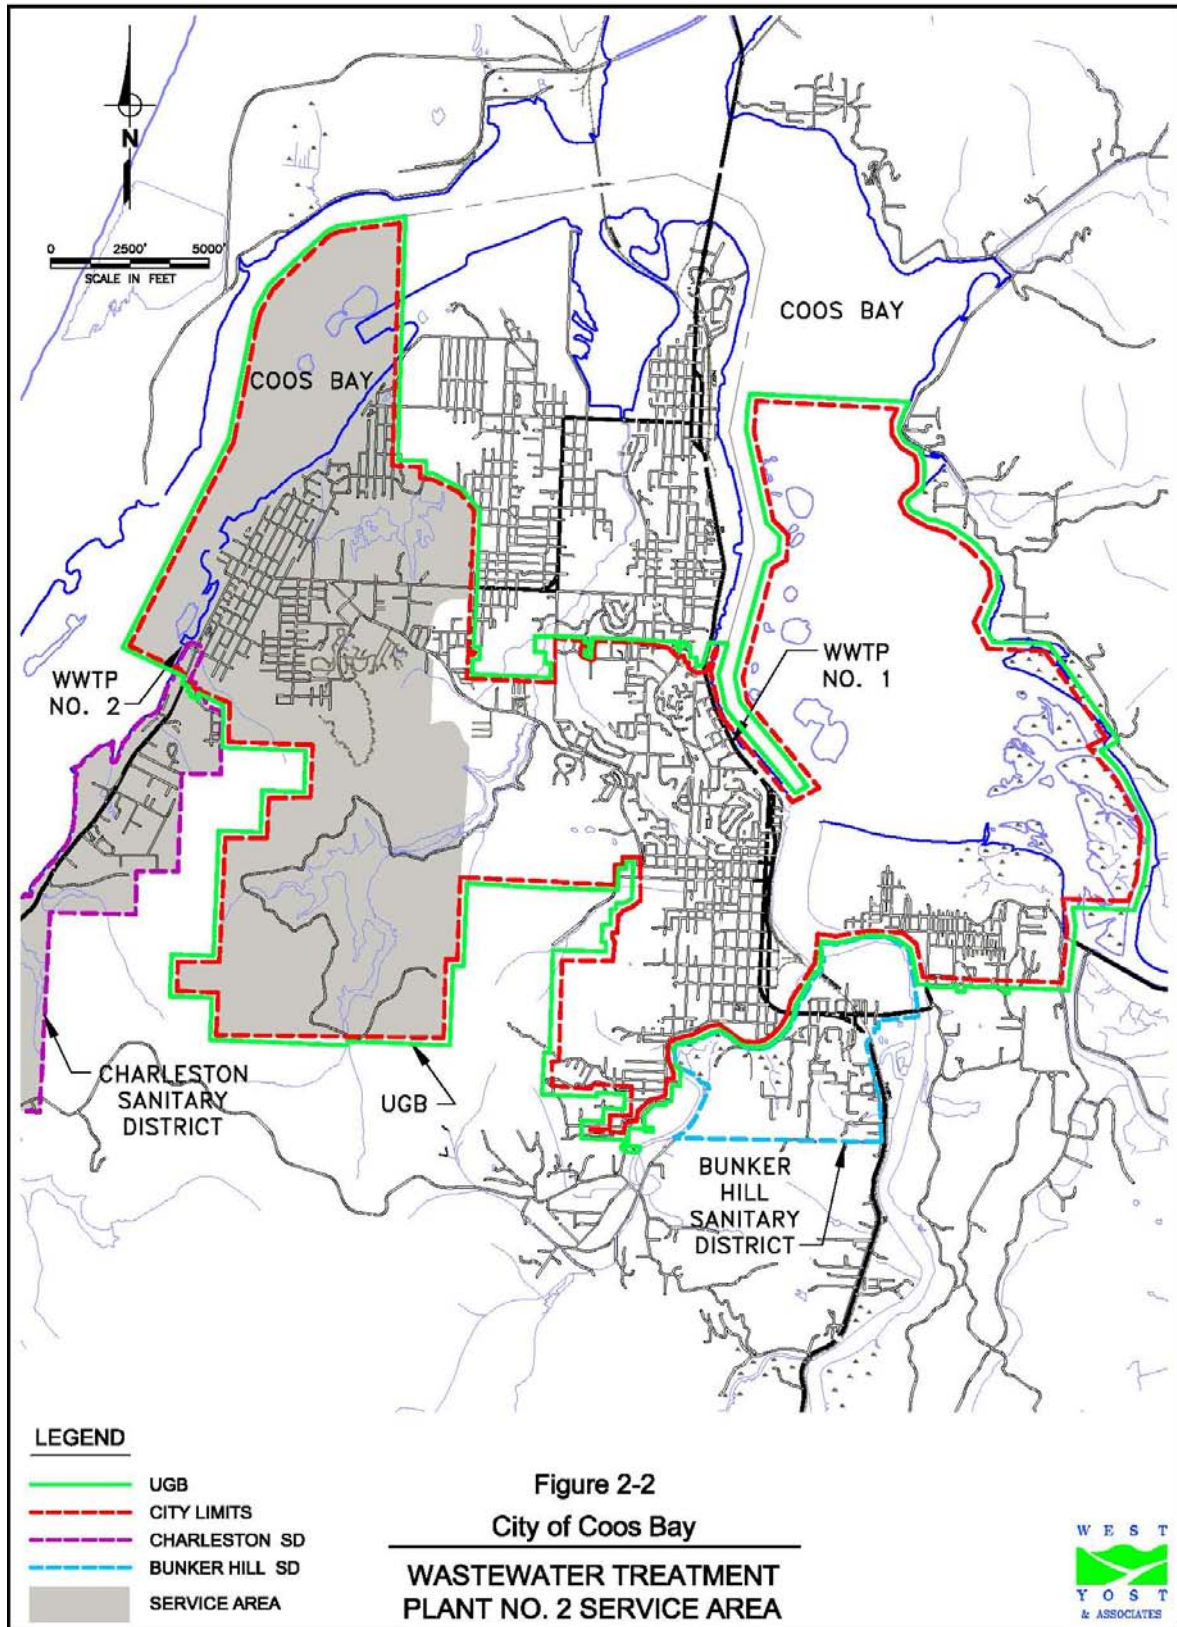 N
0 2500' 5000'
SCALE IN FEET
COOS BAY
COOS BAY
WWTP
NO. 2
WWTP
NO. 1
CHARLESTON
SANITARY
DISTRICT
UGB
BUNKER
HILL
SANITARY
DISTRICT
LEGEND
UGB
CITY LIMITS
CHARLESTON SD
BUNKER HILL SD
SERVICE AREA
Figure 2-2
City of Coos Bay
WASTEWATER TREATMENT
PLANT NO. 2 SERVICE AREA
WEST
YOST
& ASSOCIATES